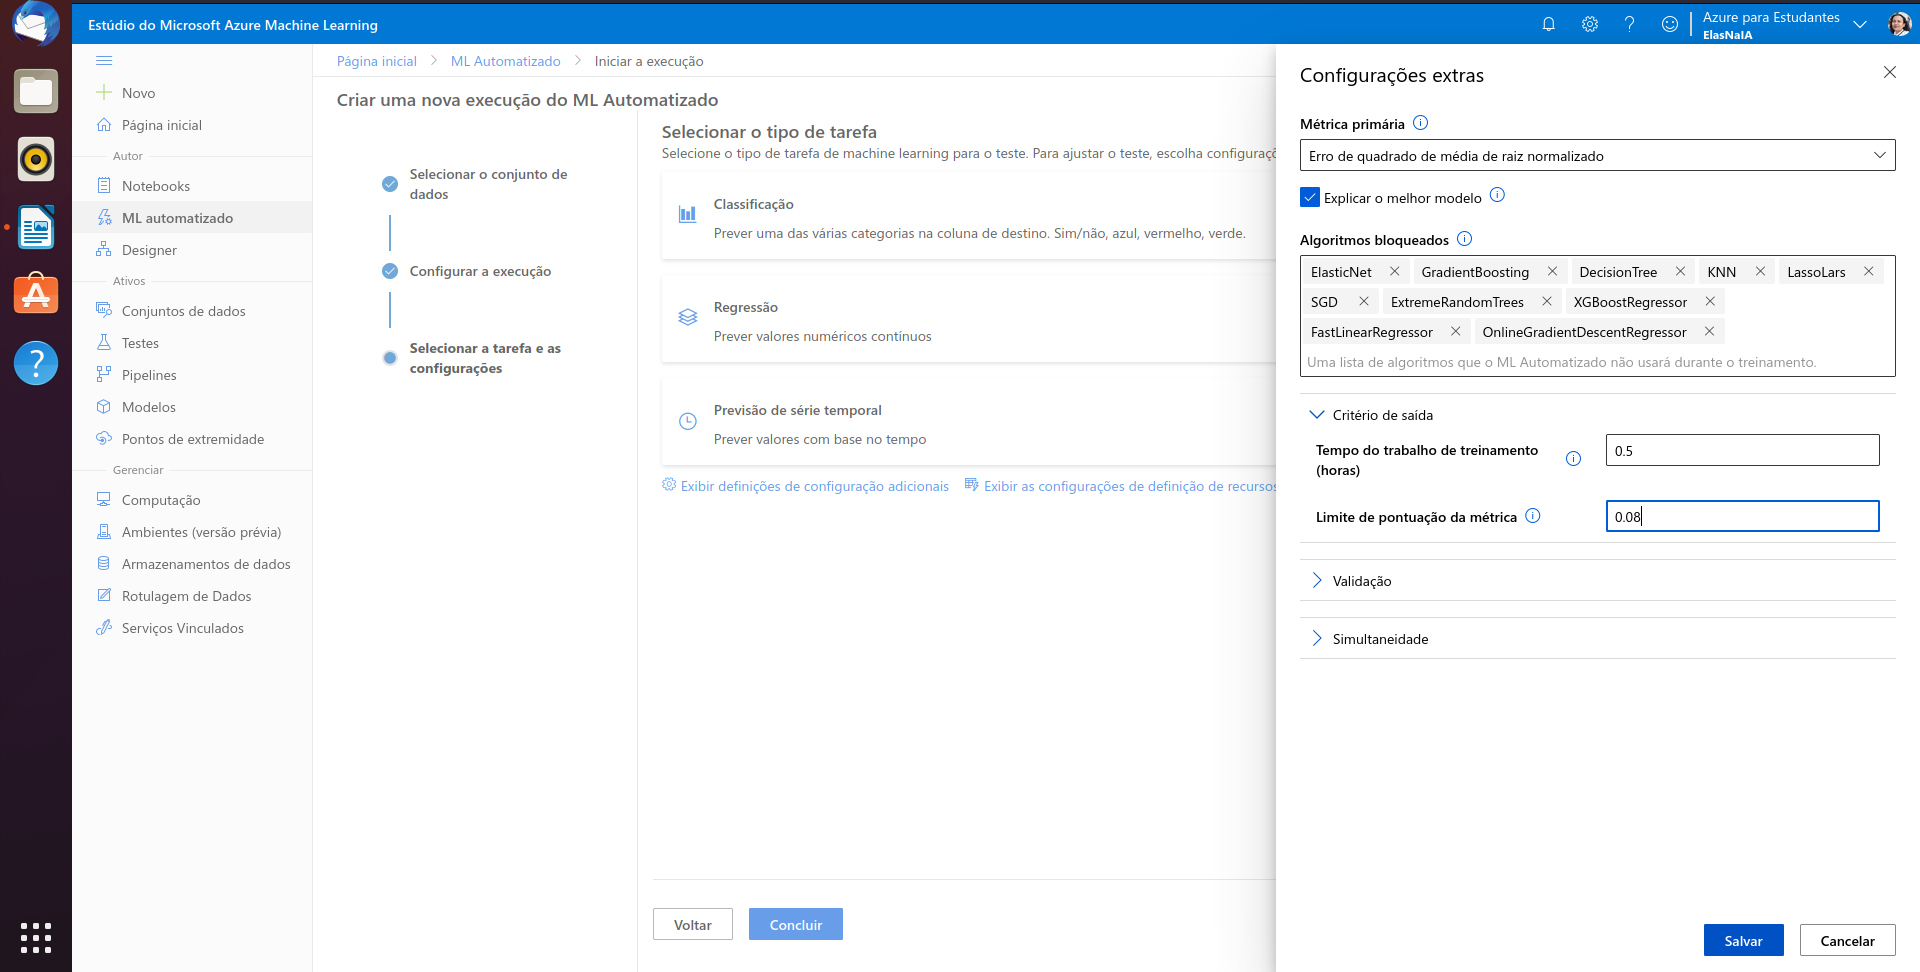 Estúdio do Microsoft Azure Machine Learning
Azure para Estudantes
ElasNaIA
Novo
Página inicial
Autor
Notebooks
ML automatizado
Designer
Ativos
Conjuntos de dados
Testes
Pipelines
Modelos
Pontos de extremidade
Gerenciar
Computação
Ambientes (versão prévia)
Armazenamentos de dados
Rotulagem de Dados
Serviços Vinculados
Página inicial > ML Automatizado > Iniciar a execução
Criar uma nova execução do ML Automatizado
Selecionar o conjunto de
dados
Configurar a execução
Selecionar a tarefa e as
configurações
Selecionar o tipo de tarefa
Selecione o tipo de tarefa de machine learning para o teste. Para ajustar o teste, escolha
Classificação
Prever uma das várias categorias na coluna de destino. Sim/não, azul, vermelho, verde.
Regressão
Prever valores numéricos contínuos
Previsão de série temporal
Prever valores com base no tempo
Exibir definições de configuração adicionais
Exibir as configurações de definição de recursos
Voltar
Concluir
Configurações extras
Métrica primária
Erro de quadrado de média de raiz normalizado
Explicar o melhor modelo
Algoritmos bloqueados
ElasticNet GradientBoosting DecisionTree KNN LassoLars
SGD ExtremeRandomTrees XGBoostRegressor
FastLinearRegressor OnlineGradientDescentRegressor
Uma lista de algoritmos que o ML Automatizado não usará durante o treinamento.
Critério de saída
Tempo do trabalho de treinamento
(horas)
0.5
Limite de pontuação da métrica
0.08
Validação
Simultaneidade
Salvar
Cancelar